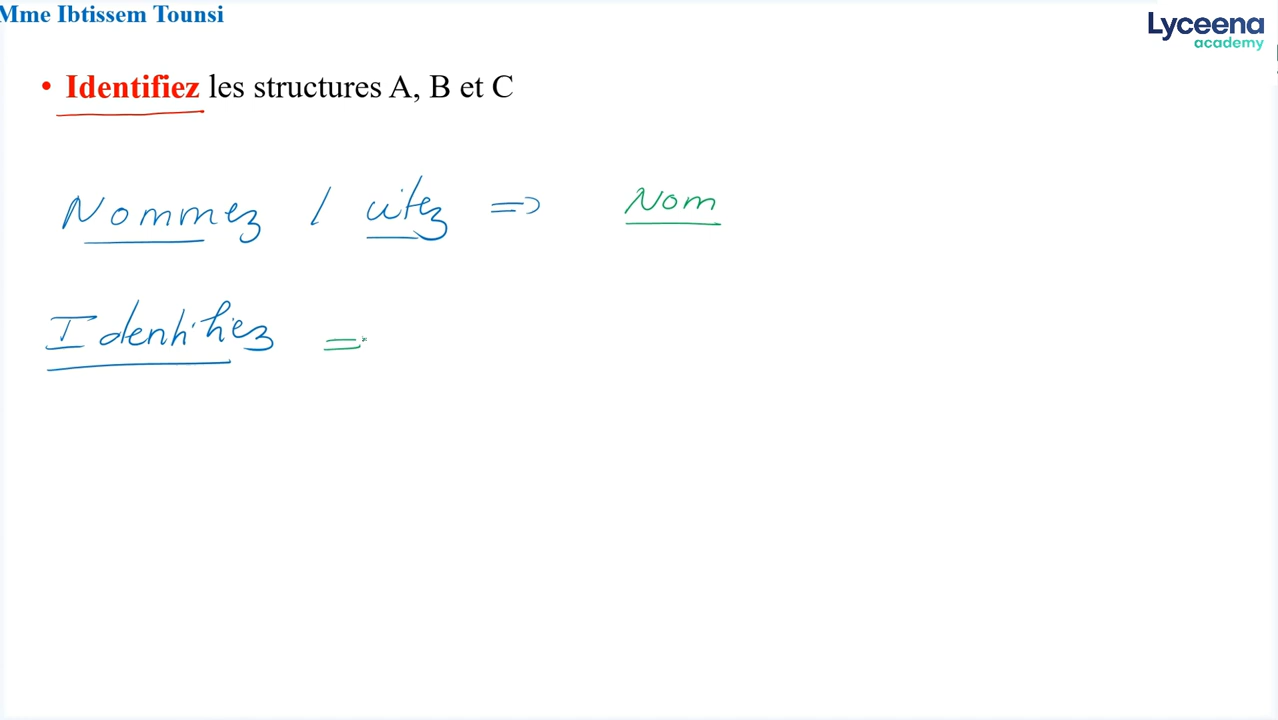 Mme Ibtissem Tounsi
Lyceena
academy
• Identifiez les structures A, B et C
Nommez / citez => Nom
Identifiez =